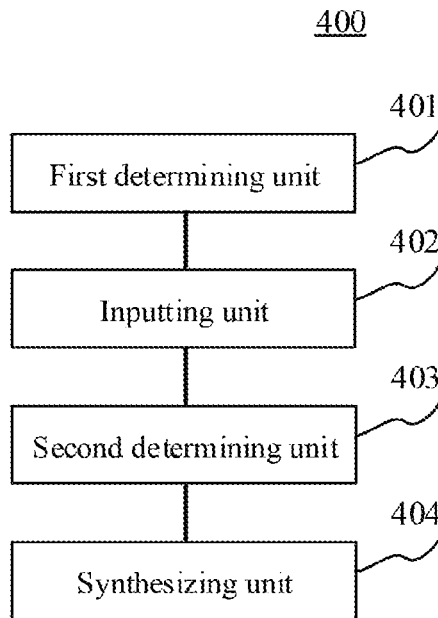 400
401
First determining unit
402
Inputting unit
403
Second determining unit
404
Synthesizing unit